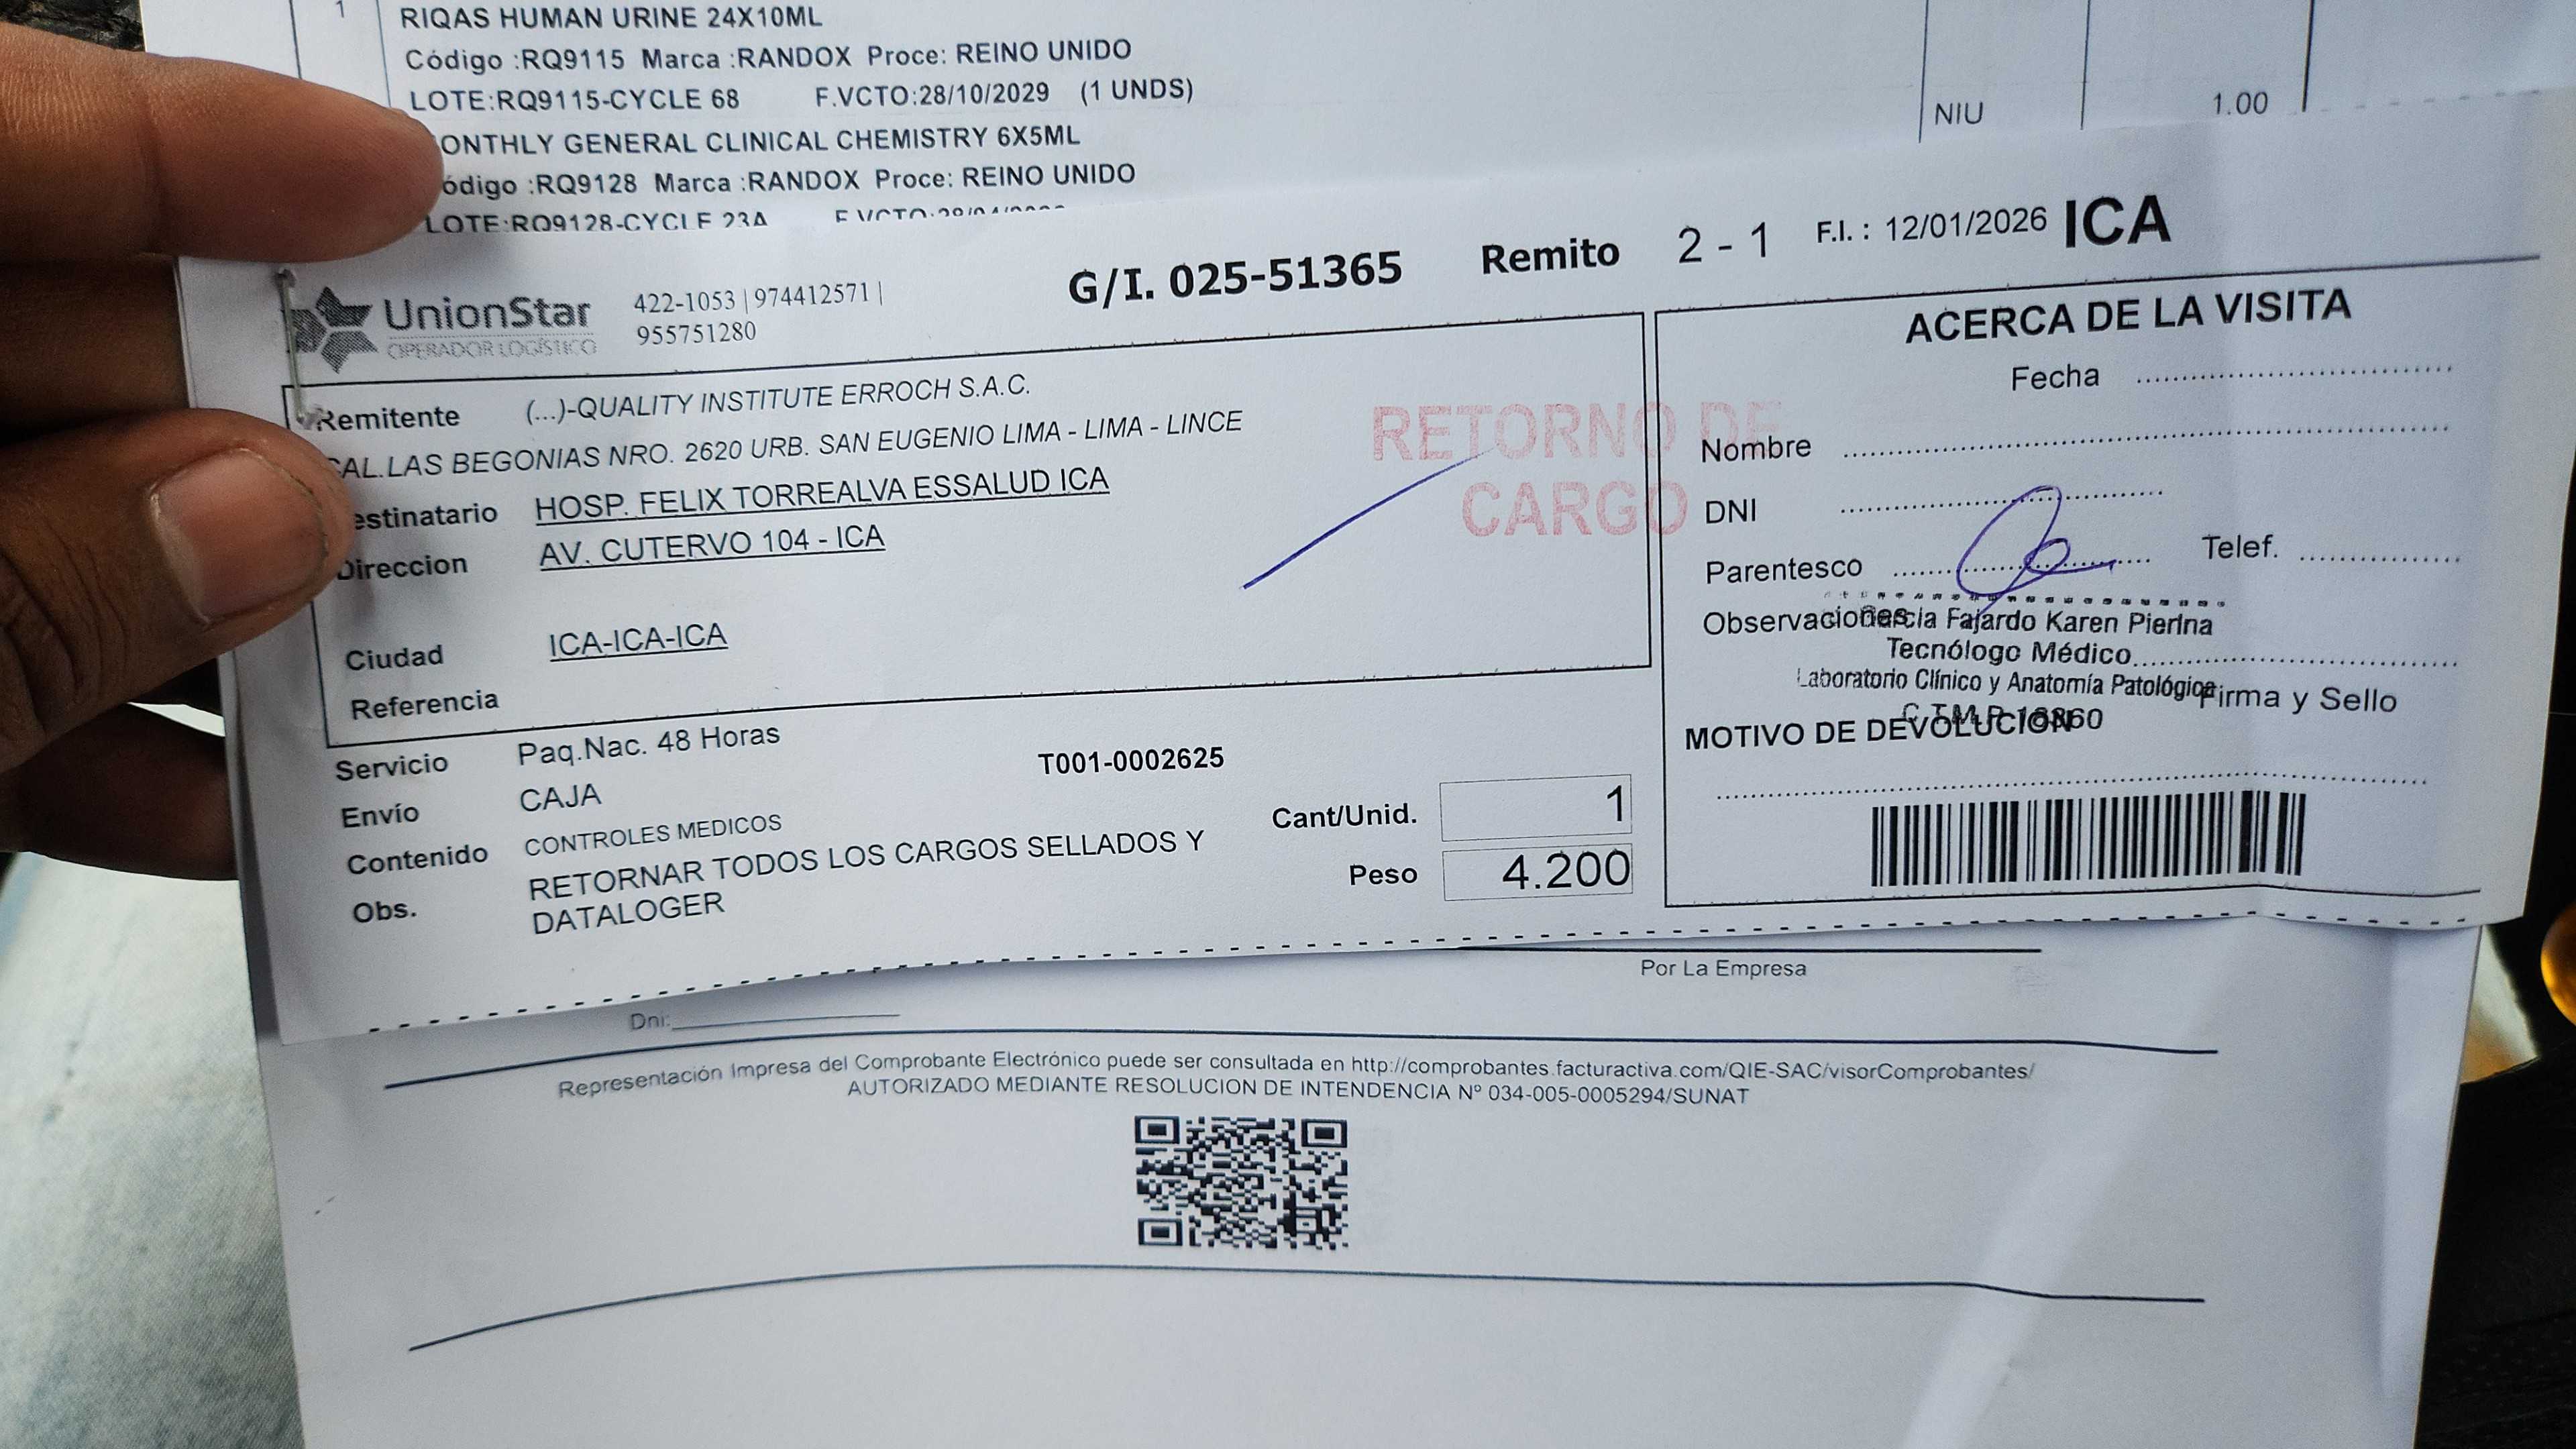 1
RIQAS HUMAN URINE 24X10ML
Código :RQ9115 Marca :RANDOX Proce: REINO UNIDO
LOTE:RQ9115-CYCLE 68 F.VCTO:28/10/2029 (1 UNDS)
NIU 1.00
ONTHLY GENERAL CLINICAL CHEMISTRY 6X5ML
ódigo :RQ9128 Marca :RANDOX Proce: REINO UNIDO
LOTE:RQ9128-CYCLE 23A F.VCTO:
UnionStar
OPERADOR LOGÍSTICO
422-1053 | 974412571 |
955751280
G/I. 025-51365 Remito 2 - 1 F.I. : 12/01/2026 ICA
Remitente (...)-QUALITY INSTITUTE ERROCH S.A.C.
CAL.LAS BEGONIAS NRO. 2620 URB. SAN EUGENIO LIMA - LIMA - LINCE
estinatario HOSP. FELIX TORREALVA ESSALUD ICA
Direccion AV. CUTERVO 104 - ICA
Ciudad ICA-ICA-ICA
Referencia
RETORNO DE
CARGO
Servicio Paq.Nac. 48 Horas
T001-0002625
Envío CAJA
Contenido CONTROLES MEDICOS
Obs. RETORNAR TODOS LOS CARGOS SELLADOS Y
DATALOGER
Cant/Unid. 1
Peso 4.200
ACERCA DE LA VISITA
Fecha
Nombre
DNI
Parentesco Telef.
Observaciones
Fajardo Karen Pierina
Tecnólogo Médico
Laboratorio Clínico y Anatomía Patológica
Firma y Sello
C.T.M.P.
MOTIVO DE DEVOLUCION
Por La Empresa
Dni:
Representación Impresa del Comprobante Electrónico puede ser consultada en http://comprobantes.facturactiva.com/QIE-SAC/visorComprobantes/
AUTORIZADO MEDIANTE RESOLUCION DE INTENDENCIA Nº 034-005-0005294/SUNAT